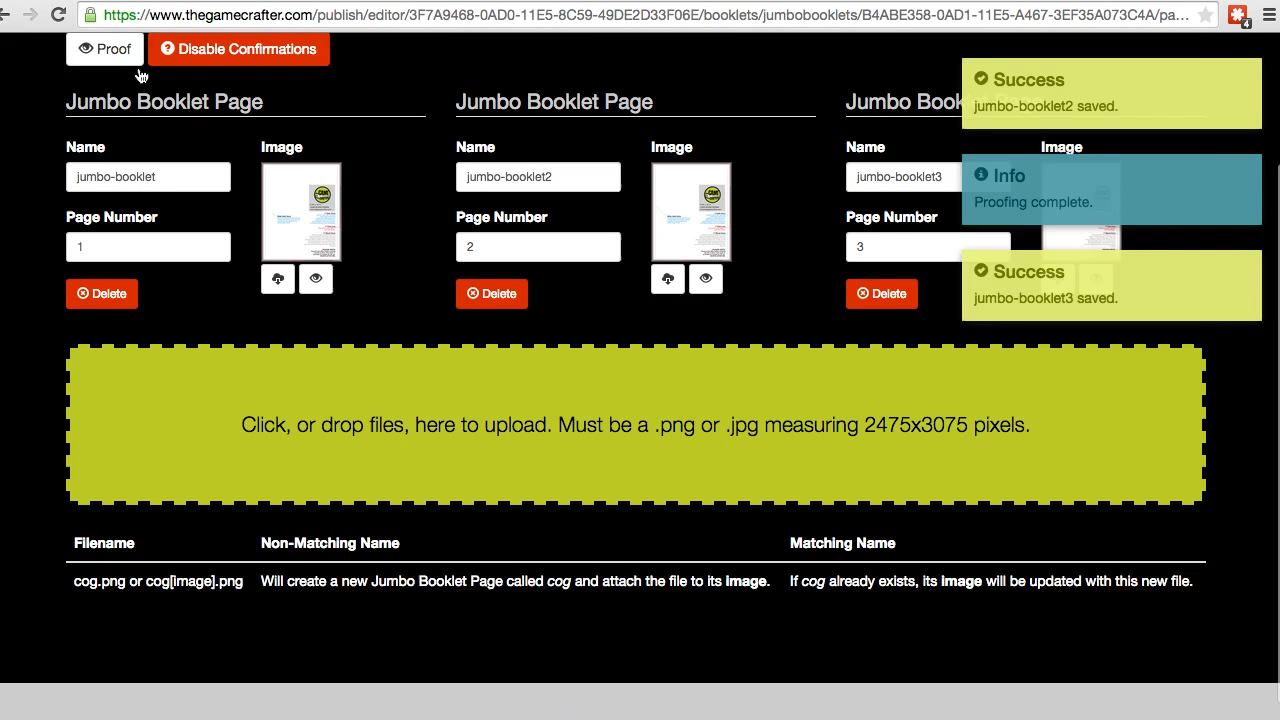 https://www.thegamecrafter.com/publish/editor/3F7A9468-0AD0-11E5-8C59-49DE2D33F06E/booklets/jumbobooklets/B4ABE358-0AD1-11E5-A467-3EF35A073C4A/pa...
4
Proof
Disable Confirmations
Success
jumbo-booklet2 saved.
Jumbo Booklet Page
Jumbo Booklet Page
Jumbo Bookle
Name
Image
Name
Image
Name
Image
jumbo-booklet
jumbo-booklet2
jumbo-booklet3
Info
Proofing complete.
Page Number
Page Number
Page Number
1
2
3
Success
jumbo-booklet3 saved.
Delete
Delete
Delete
Click, or drop files, here to upload. Must be a .png or .jpg measuring 2475x3075 pixels.
Filename
Non-Matching Name
Matching Name
cog.png or cog[image].png
Will create a new Jumbo Booklet Page called cog and attach the file to its image.
If cog already exists, its image will be updated with this new file.